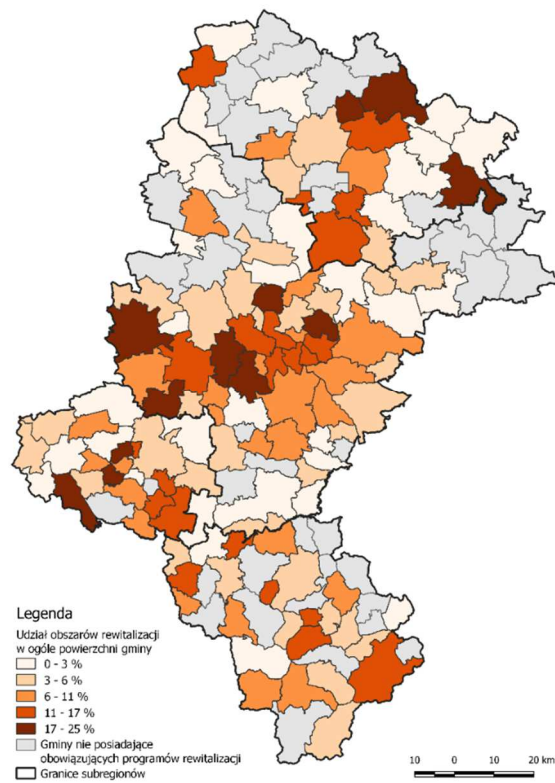 Legenda
Udział obszarów rewitalizacji
w ogóle powierzchni gminy
0 - 3 %
3 - 6 %
6 - 11 %
11 - 17 %
17 - 25 %
Gminy nie posiadające
obowiązujących programów rewitalizacji
Granice subregionów
10 0 10 20 km